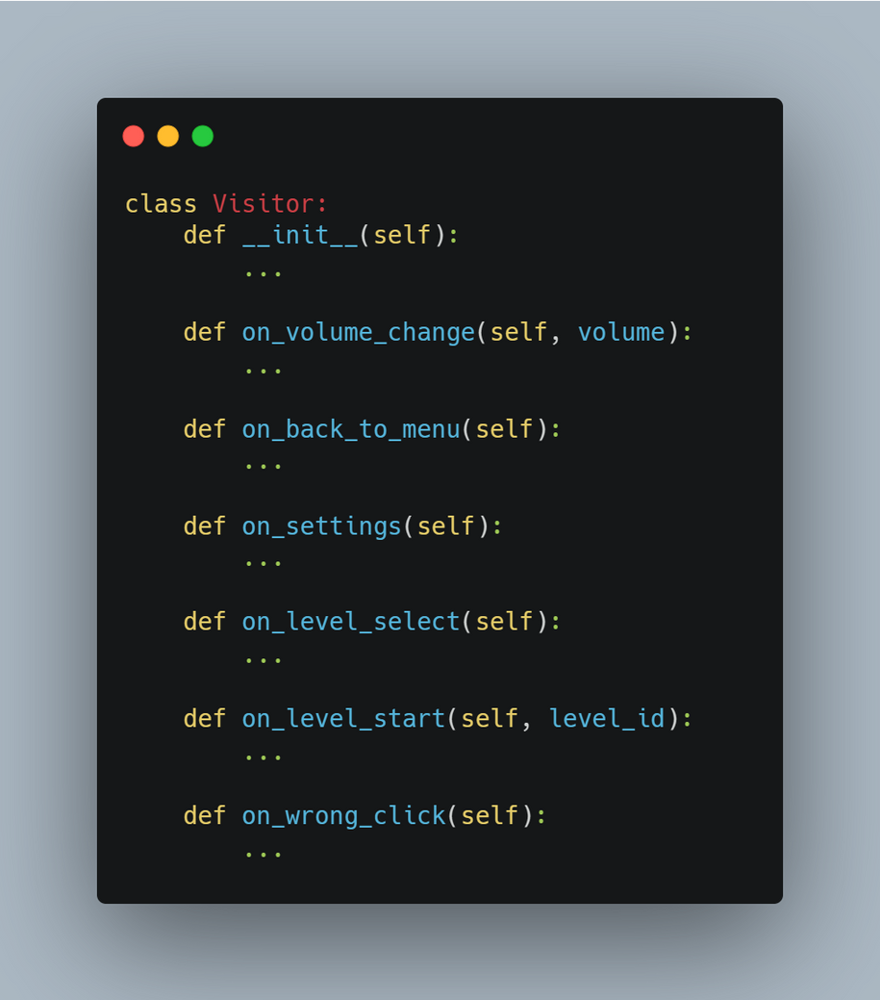 class Visitor:
    def __init__(self):
        ...
    def on_volume_change(self, volume):
        ...
    def on_back_to_menu(self):
        ...
    def on_settings(self):
        ...
    def on_level_select(self):
        ...
    def on_level_start(self, level_id):
        ...
    def on_wrong_click(self):
        ...